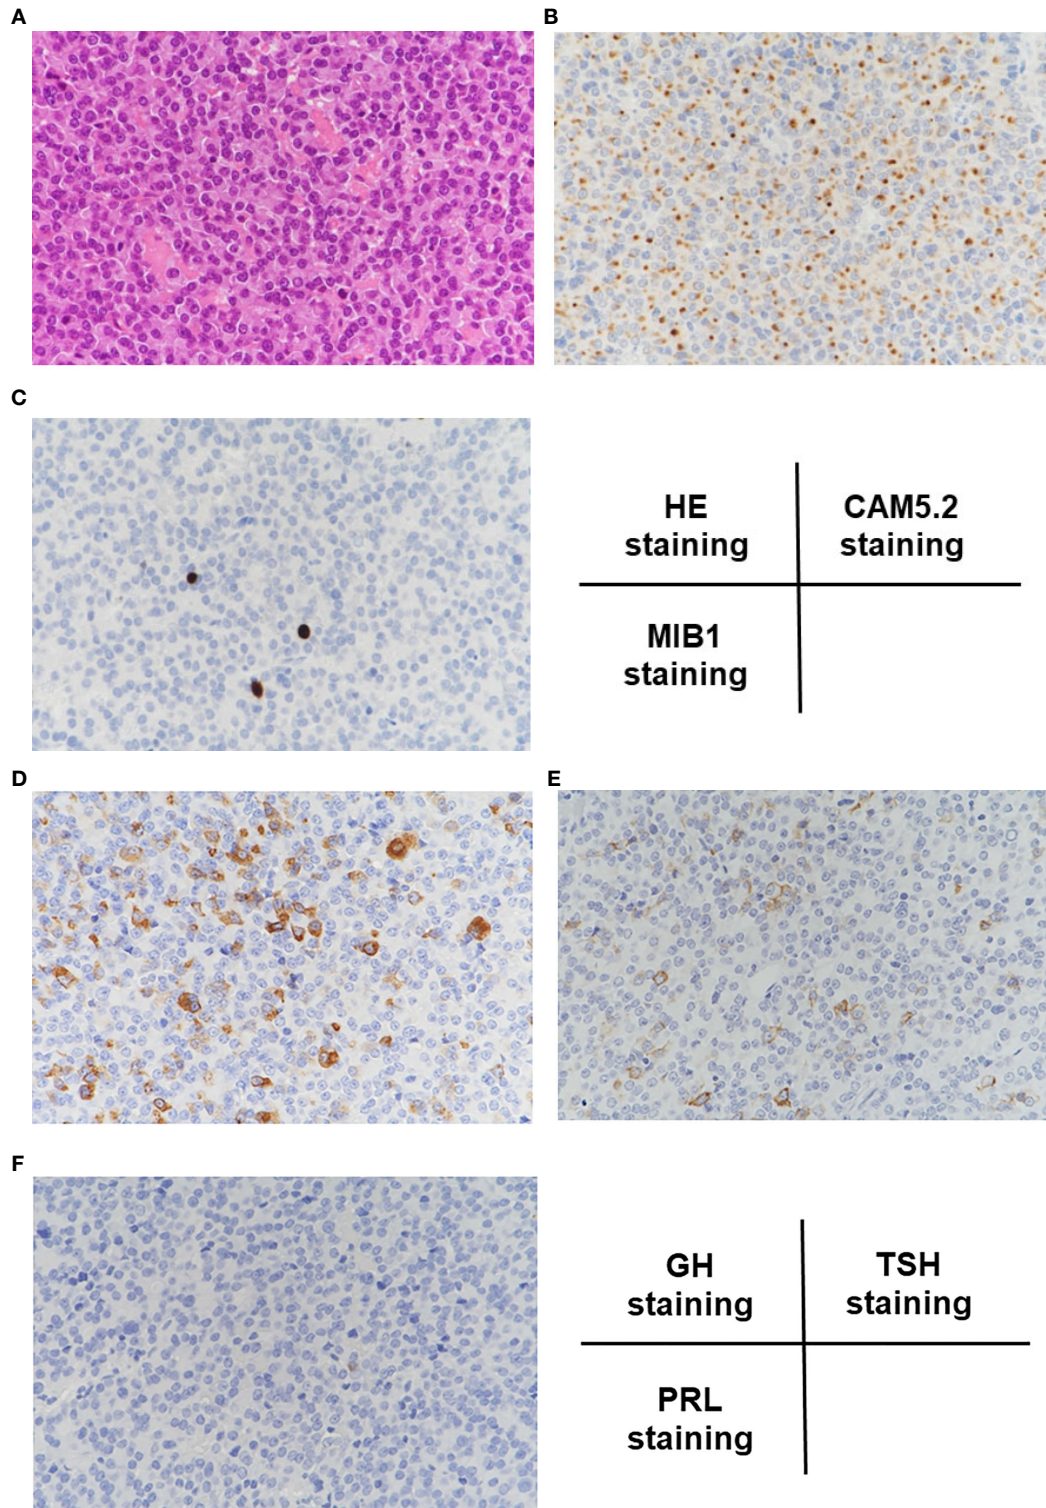 A
B
C
HE
staining
CAM5.2
staining
MIB1
staining
D
E
F
GH
staining
TSH
staining
PRL
staining